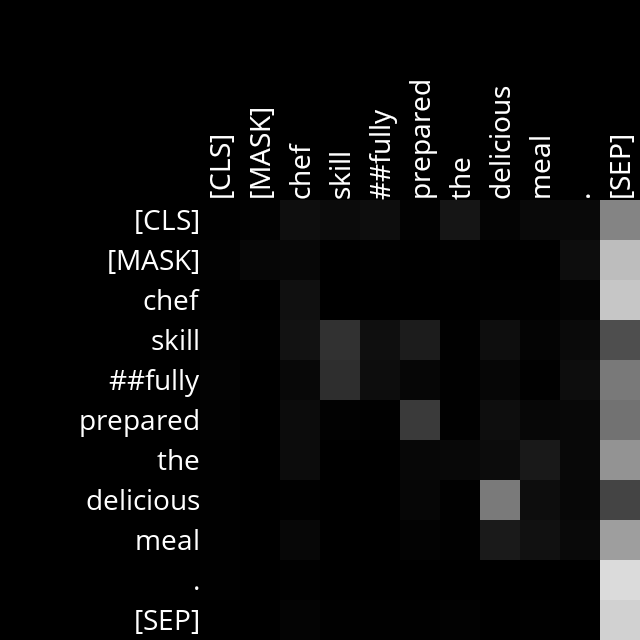 [CLS] [MASK] chef skill ##fully prepared the delicious meal . [SEP]
[CLS]
[MASK]
chef
skill
##fully
prepared
the
delicious
meal
.
[SEP]